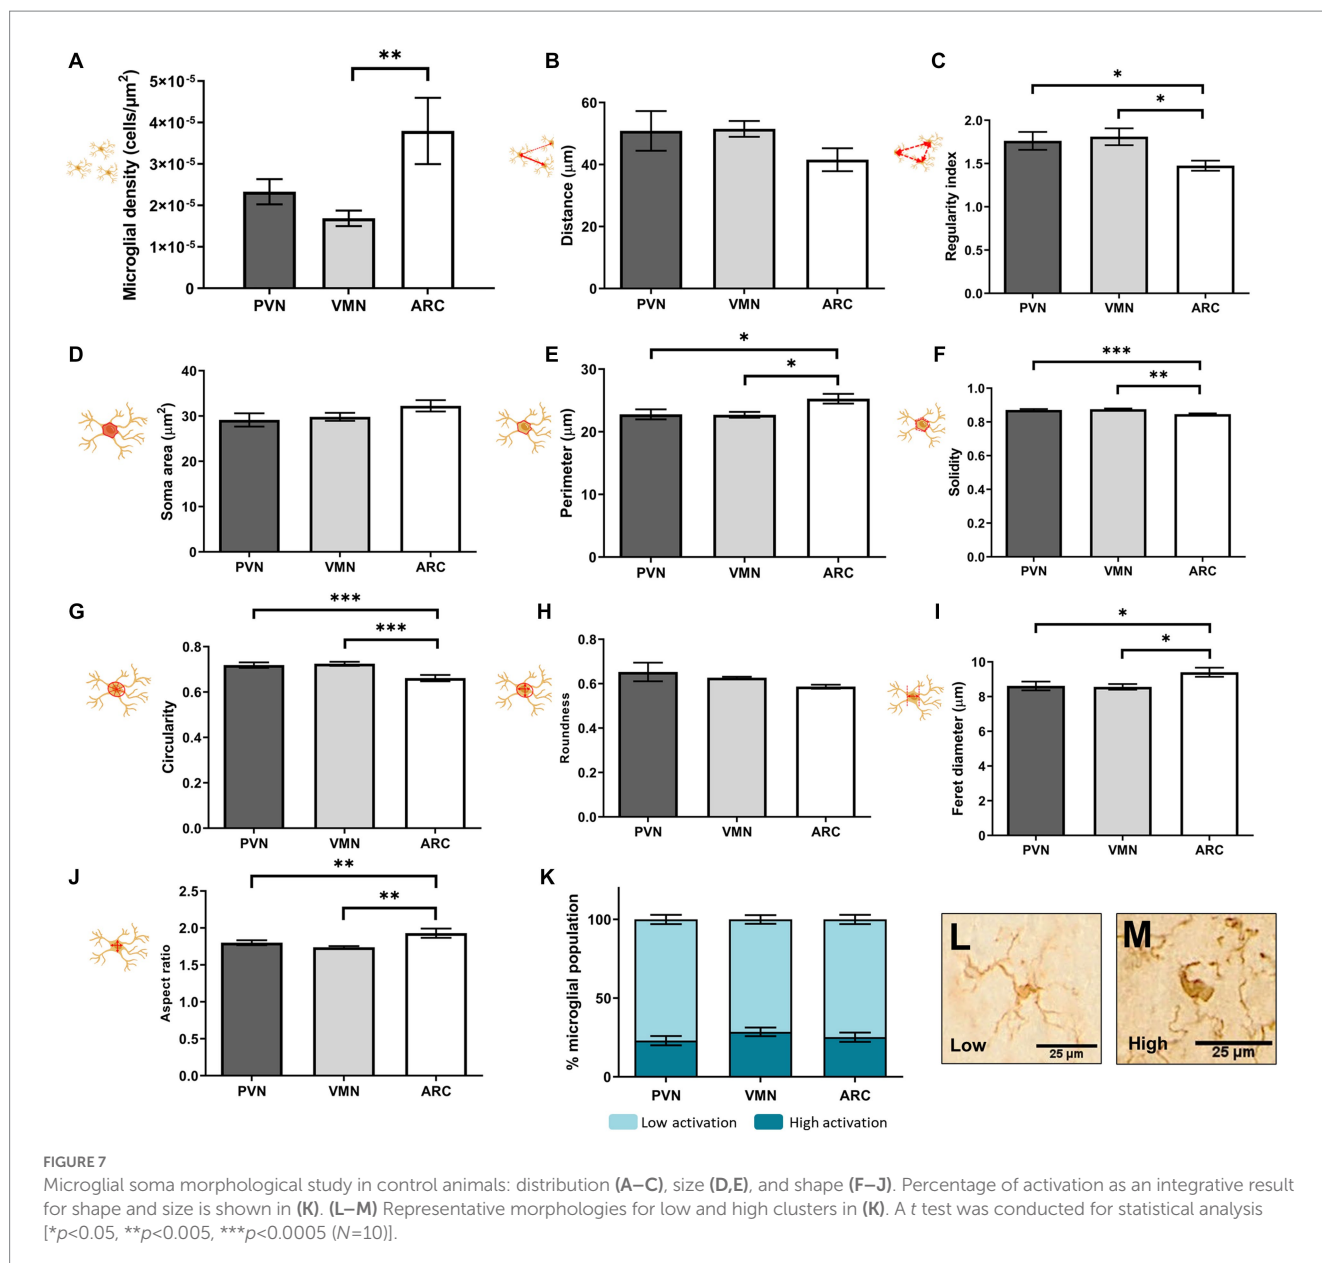 A
**
Microglial density (cells/µm²)
5×10⁻⁵
4×10⁻⁵
3×10⁻⁵
2×10⁻⁵
1×10⁻⁵
0
PVN VMN ARC
B
Distance (µm)
60
40
20
0
PVN VMN ARC
C
*
*
Regularity index
2.0
1.5
1.0
0.5
0.0
PVN VMN ARC
D
Soma area (µm²)
40
30
20
10
0
PVN VMN ARC
E
*
*
Perimeter (µm)
30
20
10
0
PVN VMN ARC
F
***
**
Solidity
1.0
0.8
0.6
0.4
0.2
0.0
PVN VMN ARC
G
***
***
Circularity
0.8
0.6
0.4
0.2
0.0
PVN VMN ARC
H
Roundness
0.8
0.6
0.4
0.2
0.0
PVN VMN ARC
I
*
*
Feret diameter (µm)
10
8
6
4
2
0
PVN VMN ARC
J
**
**
Aspect ratio
2.5
2.0
1.5
1.0
0.5
0.0
PVN VMN ARC
K
% microglial population
100
50
0
PVN VMN ARC
Low activation High activation
L
Low
25 µm
M
High
25 µm
FIGURE 7
Microglial soma morphological study in control animals: distribution (A–C), size (D,E), and shape (F–J). Percentage of activation as an integrative result
for shape and size is shown in (K). (L–M) Representative morphologies for low and high clusters in (K). A t test was conducted for statistical analysis
[*p<0.05, **p<0.005, ***p<0.0005 (N=10)].